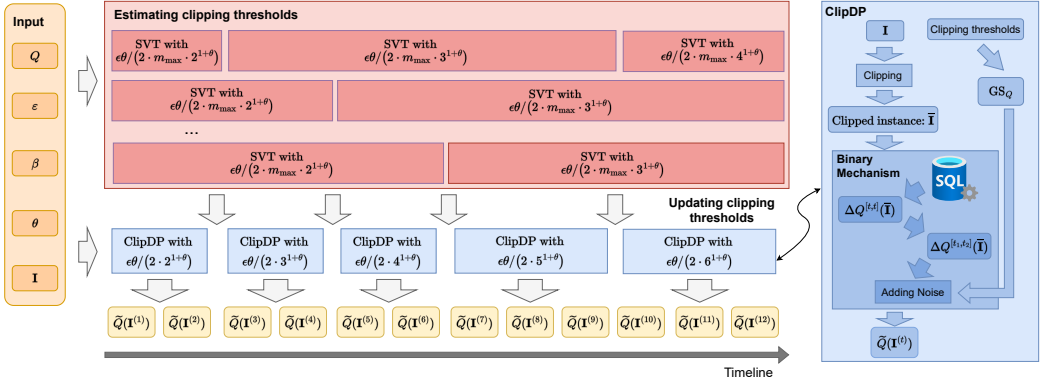 Input
Q
ε
β
θ
I
Estimating clipping thresholds
SVT with
ϵθ/(2 · m_max · 2^{1+θ})
SVT with
ϵθ/(2 · m_max · 3^{1+θ})
SVT with
ϵθ/(2 · m_max · 4^{1+θ})
SVT with
ϵθ/(2 · m_max · 2^{1+θ})
SVT with
ϵθ/(2 · m_max · 3^{1+θ})
...
SVT with
ϵθ/(2 · m_max · 2^{1+θ})
SVT with
ϵθ/(2 · m_max · 3^{1+θ})
Updating clipping
thresholds
ClipDP with
ϵθ/(2 · 2^{1+θ})
ClipDP with
ϵθ/(2 · 3^{1+θ})
ClipDP with
ϵθ/(2 · 4^{1+θ})
ClipDP with
ϵθ/(2 · 5^{1+θ})
ClipDP with
ϵθ/(2 · 6^{1+θ})
Q̃(I^{(1)})
Q̃(I^{(2)})
Q̃(I^{(3)})
Q̃(I^{(4)})
Q̃(I^{(5)})
Q̃(I^{(6)})
Q̃(I^{(7)})
Q̃(I^{(8)})
Q̃(I^{(9)})
Q̃(I^{(10)})
Q̃(I^{(11)})
Q̃(I^{(12)})
Timeline
ClipDP
I
Clipping thresholds
Clipping
GS_Q
Clipped instance: Ī
Binary
Mechanism
SQL
ΔQ^{[t,t]}(Ī)
ΔQ^{[t₁,t₂]}(Ī)
Adding Noise
Q̃(I^{(t)})